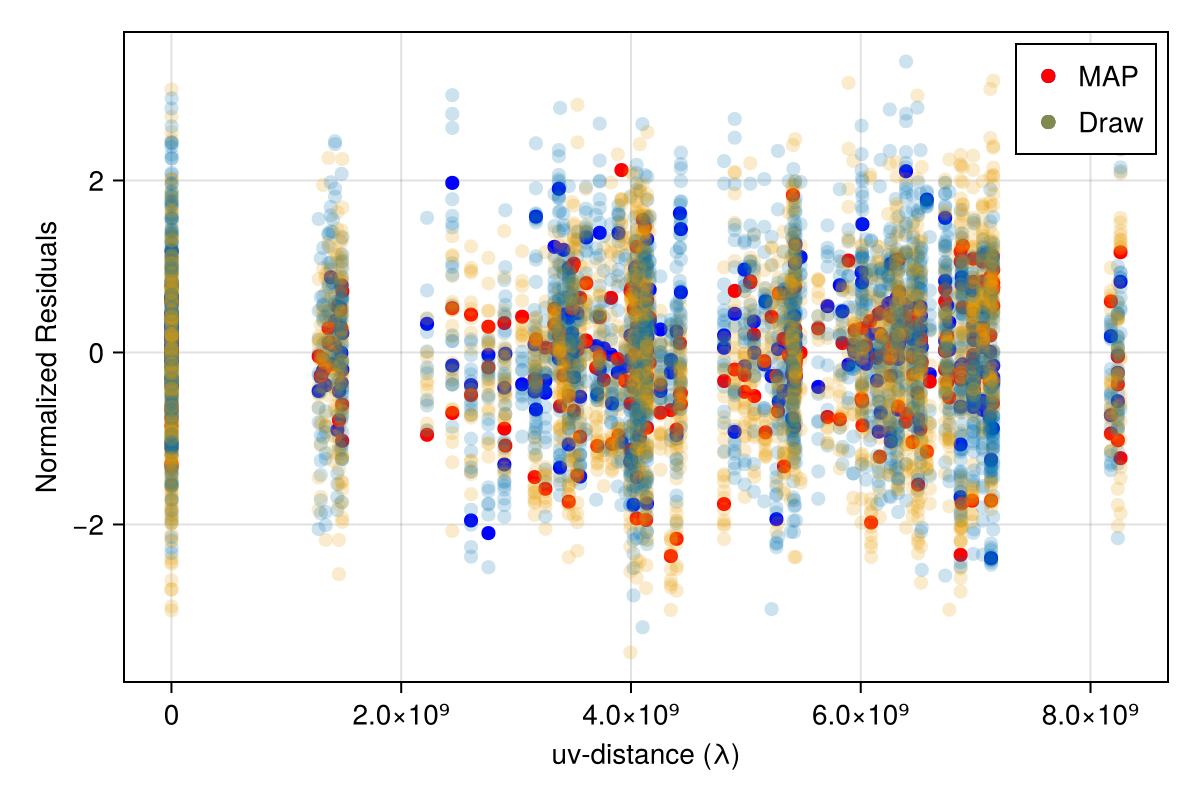 MAP
Draw
2
0
−2
Normalized Residuals
0
2.0×10⁹
4.0×10⁹
6.0×10⁹
8.0×10⁹
uv-distance (λ)